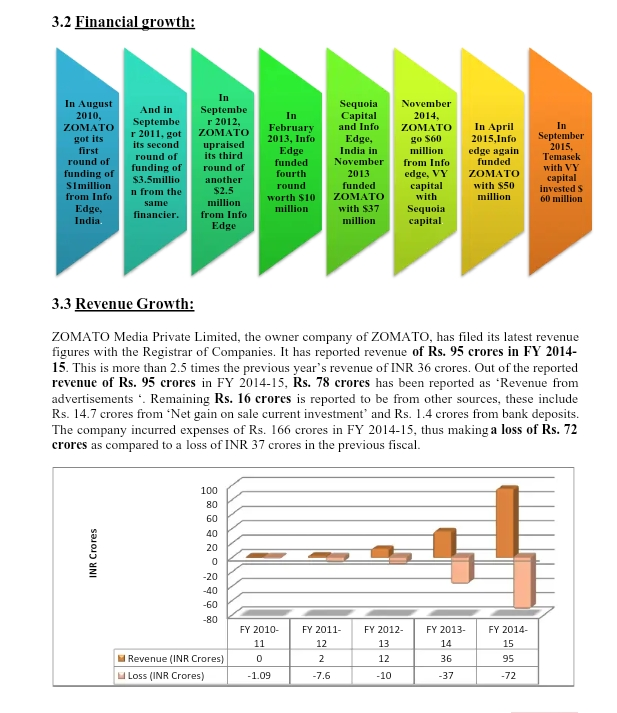 3.2 Financial growth:
In August
2010,
ZOMATO
got its
first
round of
funding of
$1million
from Info
Edge,
India.
And in
Septembe
r 2011, got
its second
round of
funding of
$3.5millio
n from the
same
financier.
In
Septembe
r 2012,
ZOMATO
upraised
its third
round of
another
$2.5
million
from Info
Edge
In
February
2013, Info
Edge
funded
fourth
round
worth $10
million
Sequoia
Capital
and Info
Edge,
India in
November
2013
funded
ZOMATO
with $37
million
November
2014,
ZOMATO
go $60
million
from Info
edge, VY
capital
with
Sequoia
capital
In April
2015,Info
edge again
funded
ZOMATO
with $50
million
In
September
2015,
Temasek
with VY
capital
invested $
60 million
3.3 Revenue Growth:
ZOMATO Media Private Limited, the owner company of ZOMATO, has filed its latest revenue
figures with the Registrar of Companies. It has reported revenue of Rs. 95 crores in FY 2014-
15. This is more than 2.5 times the previous year's revenue of INR 36 crores. Out of the reported
revenue of Rs. 95 crores in FY 2014-15, Rs. 78 crores has been reported as 'Revenue from
advertisements '. Remaining Rs. 16 crores is reported to be from other sources, these include
Rs. 14.7 crores from 'Net gain on sale current investment' and Rs. 1.4 crores from bank deposits.
The company incurred expenses of Rs. 166 crores in FY 2014-15, thus making a loss of Rs. 72
crores as compared to a loss of INR 37 crores in the previous fiscal.
INR Crores
100
80
60
40
20
0
-20
-40
-60
-80
FY 2010-
11
FY 2011-
12
FY 2012-
13
FY 2013-
14
FY 2014-
15
Revenue (INR Crores) 0 2 12 36 95
Loss (INR Crores) -1.09 -7.6 -10 -37 -72